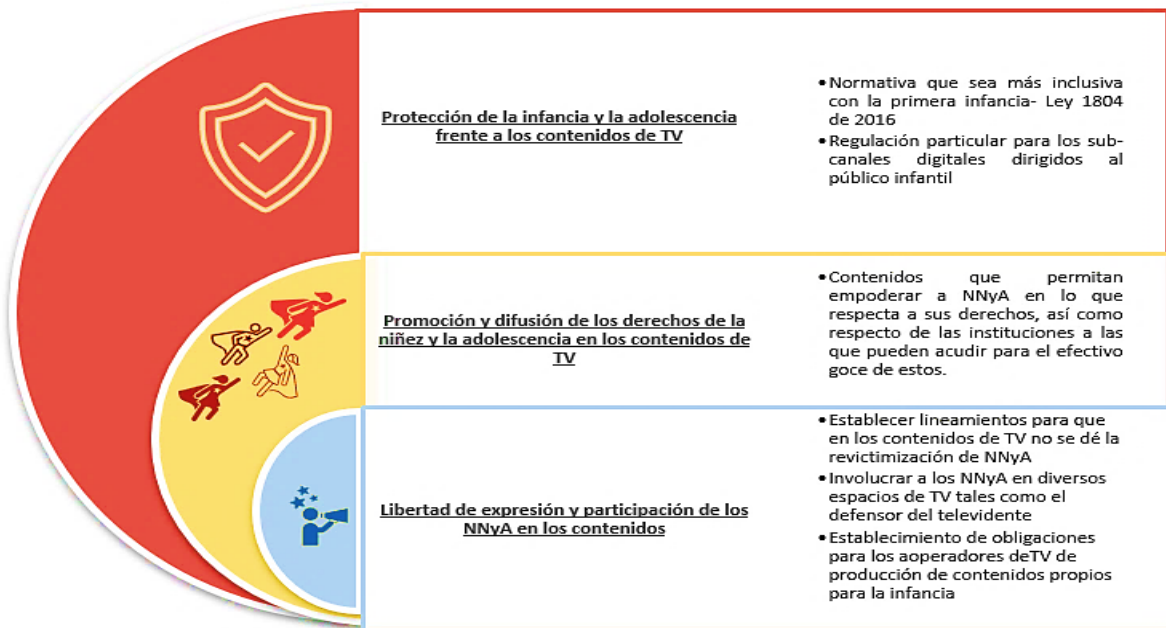 Protección de la infancia y la adolescencia
frente a los contenidos de TV
•Normativa que sea más inclusiva
con la primera infancia- Ley 1804
de 2016
•Regulación particular para los sub-
canales digitales dirigidos al
público infantil
Promoción y difusión de los derechos de la
niñez y la adolescencia en los contenidos de
TV
•Contenidos que permitan
empoderar a NNyA en lo que
respecta a sus derechos, así como
respecto de las instituciones a las
que pueden acudir para el efectivo
goce de estos.
Libertad de expresión y participación de los
NNyA en los contenidos
•Establecer lineamientos para que
en los contenidos de TV no se dé la
revictimización de NNyA
•Involucrar a los NNyA en diversos
espacios de TV tales como el
defensor del televidente
•Establecimiento de obligaciones
para los aoperadores deTV de
producción de contenidos propios
para la infancia